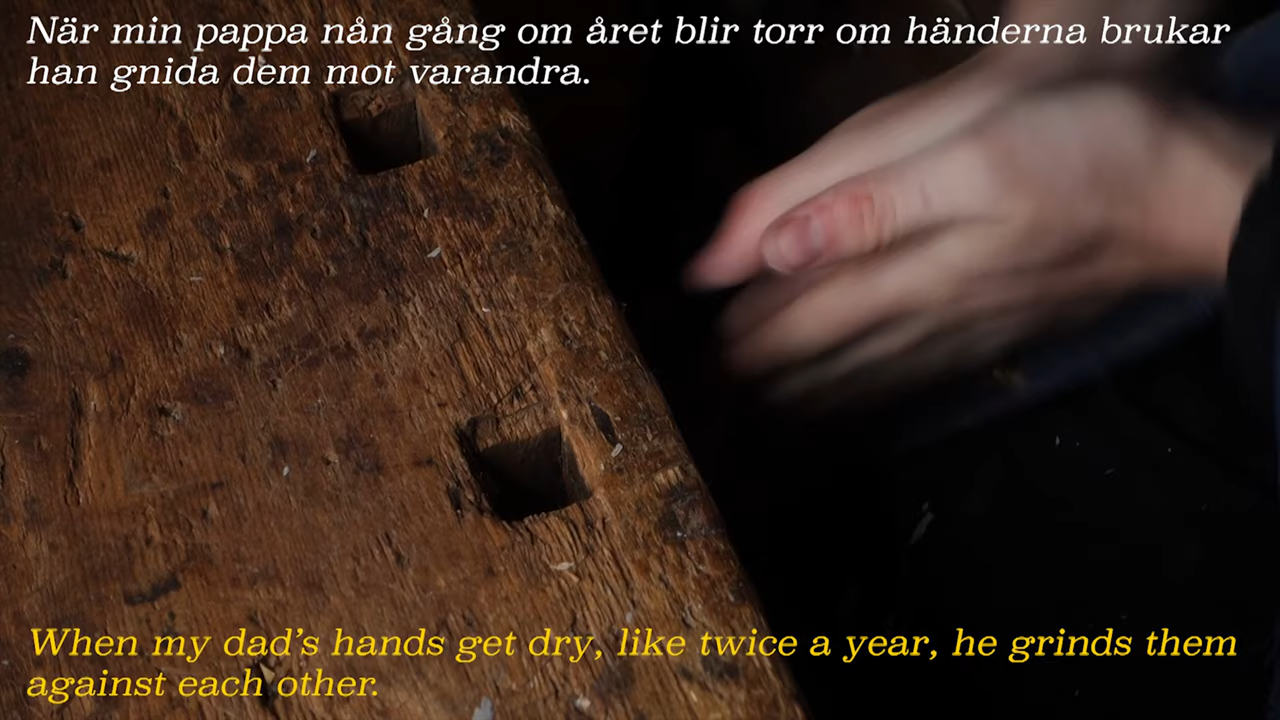 När min pappa nån gång om året blir torr om händerna brukar
han gnida dem mot varandra.
When my dad’s hands get dry, like twice a year, he grinds them
against each other.